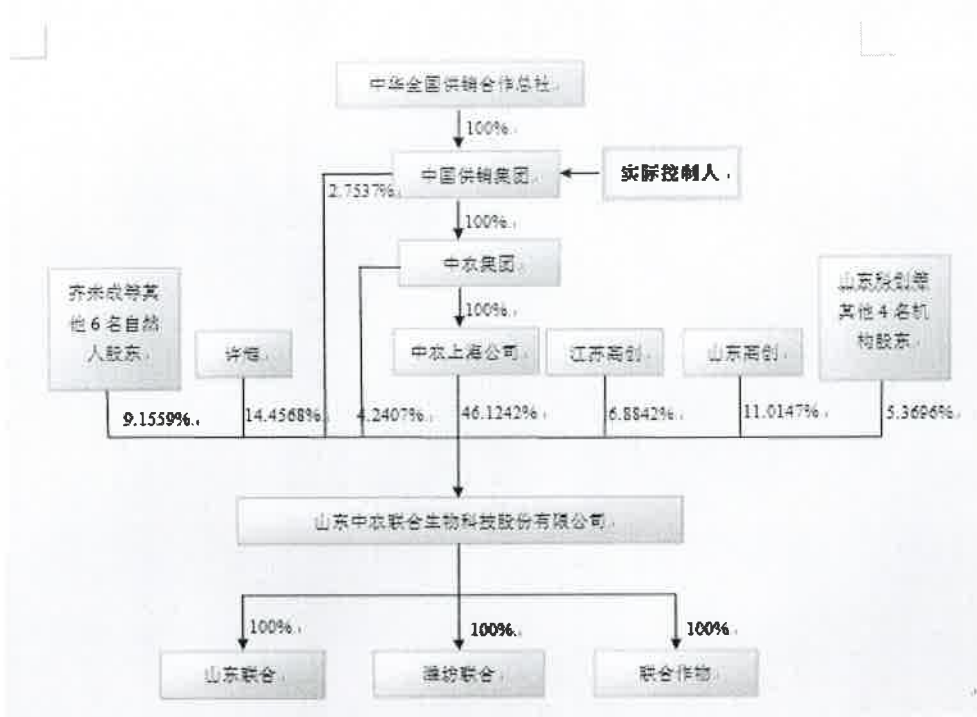 中华全国供销合作总社
100%
中国供销集团
实际控制人
2.7537%
100%
中农集团
100%
齐来成等其
他6名自然
人股东
许辉
中农上海公司
江苏高创
山东高创
山东科创等
其他4名机
构股东
9.1559%
14.4568%
4.2407%
46.1242%
6.8842%
11.0147%
5.3696%
山东中农联合生物科技股份有限公司
100%
100%
100%
山东联合
潍坊联合
联合作物